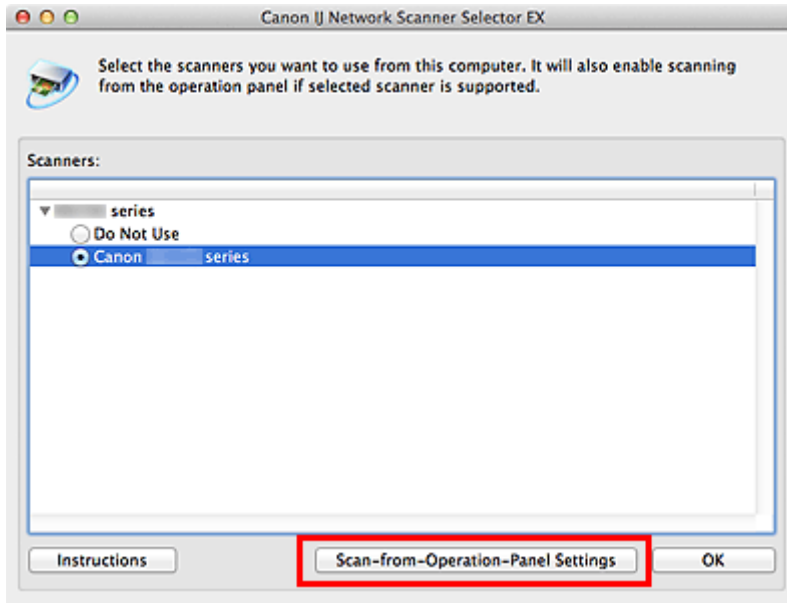 Canon IJ Network Scanner Selector EX
Select the scanners you want to use from this computer. It will also enable scanning
from the operation panel if selected scanner is supported.
Scanners:
series
Do Not Use
Canon series
Instructions
Scan-from-Operation-Panel Settings
OK